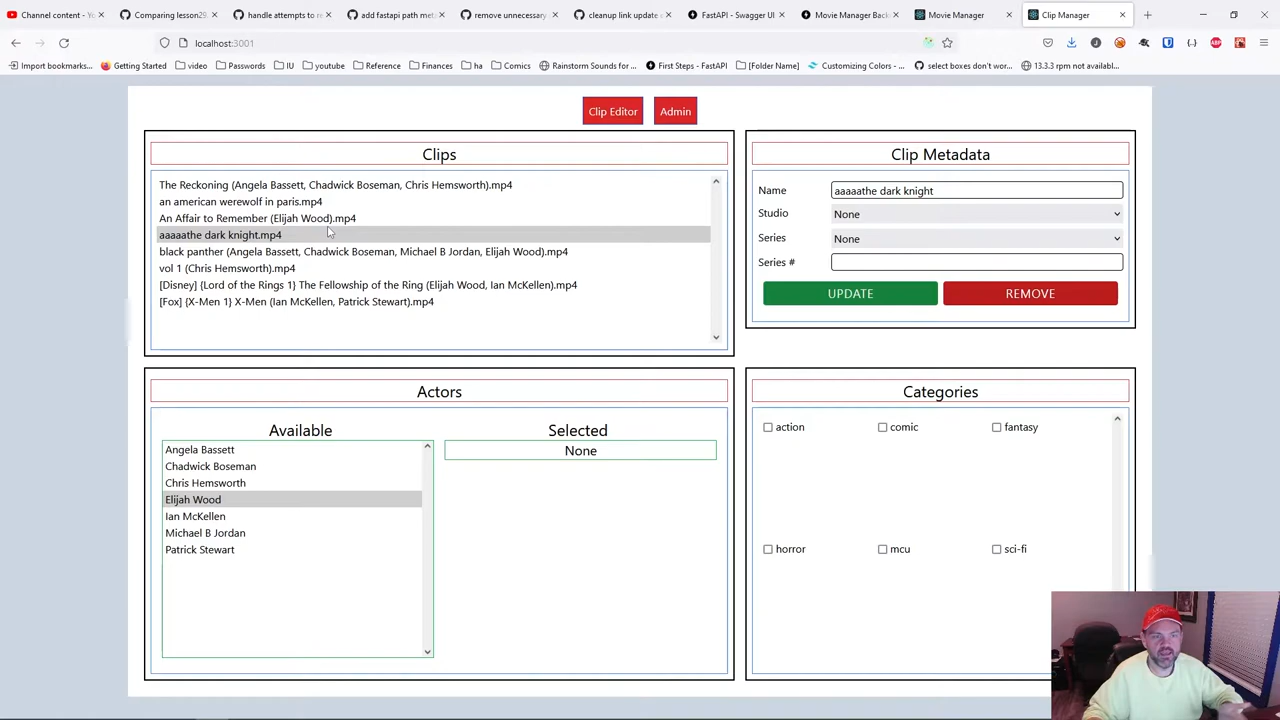 Channel content - Y
Comparing lesson29
handle attempts to r
add fastapi path me
remove unnecessary
cleanup link update
FastAPI - Swagger UI
Movie Manager Back
Movie Manager
Clip Manager
localhost:3001
Import bookmarks...
Getting Started
video
Passwords
IU
youtube
Reference
Finances
ha
Comics
Rainstorm Sounds for ...
First Steps - FastAPI
[Folder Name]
Customizing Colors - ...
select boxes don't wor...
13.3.3 rpm not availabl...
Clip Editor
Admin
Clips
The Reckoning (Angela Bassett, Chadwick Boseman, Chris Hemsworth).mp4
an american werewolf in paris.mp4
An Affair to Remember (Elijah Wood).mp4
aaaaathe dark knight.mp4
black panther (Angela Bassett, Chadwick Boseman, Michael B Jordan, Elijah Wood).mp4
vol 1 (Chris Hemsworth).mp4
[Disney] {Lord of the Rings 1} The Fellowship of the Ring (Elijah Wood, Ian McKellen).mp4
[Fox] {X-Men 1} X-Men (Ian McKellen, Patrick Stewart).mp4
Clip Metadata
Name
aaaaathe dark knight
Studio
None
Series
None
Series #
UPDATE
REMOVE
Actors
Available
Angela Bassett
Chadwick Boseman
Chris Hemsworth
Elijah Wood
Ian McKellen
Michael B Jordan
Patrick Stewart
Selected
None
Categories
action
comic
fantasy
horror
mcu
sci-fi